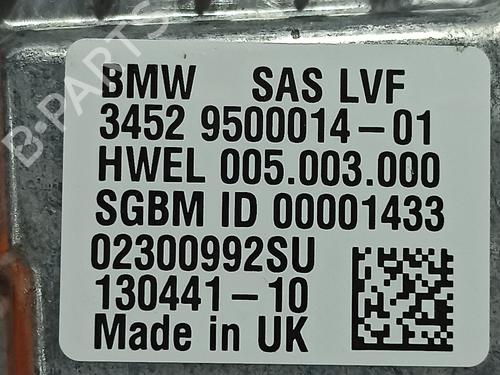 B-PARTS
BMW SAS LVF
3452 9500014-01
HWEL 005.003.000
SGBM ID 00001433
02300992SU
130441-10
Made in UK